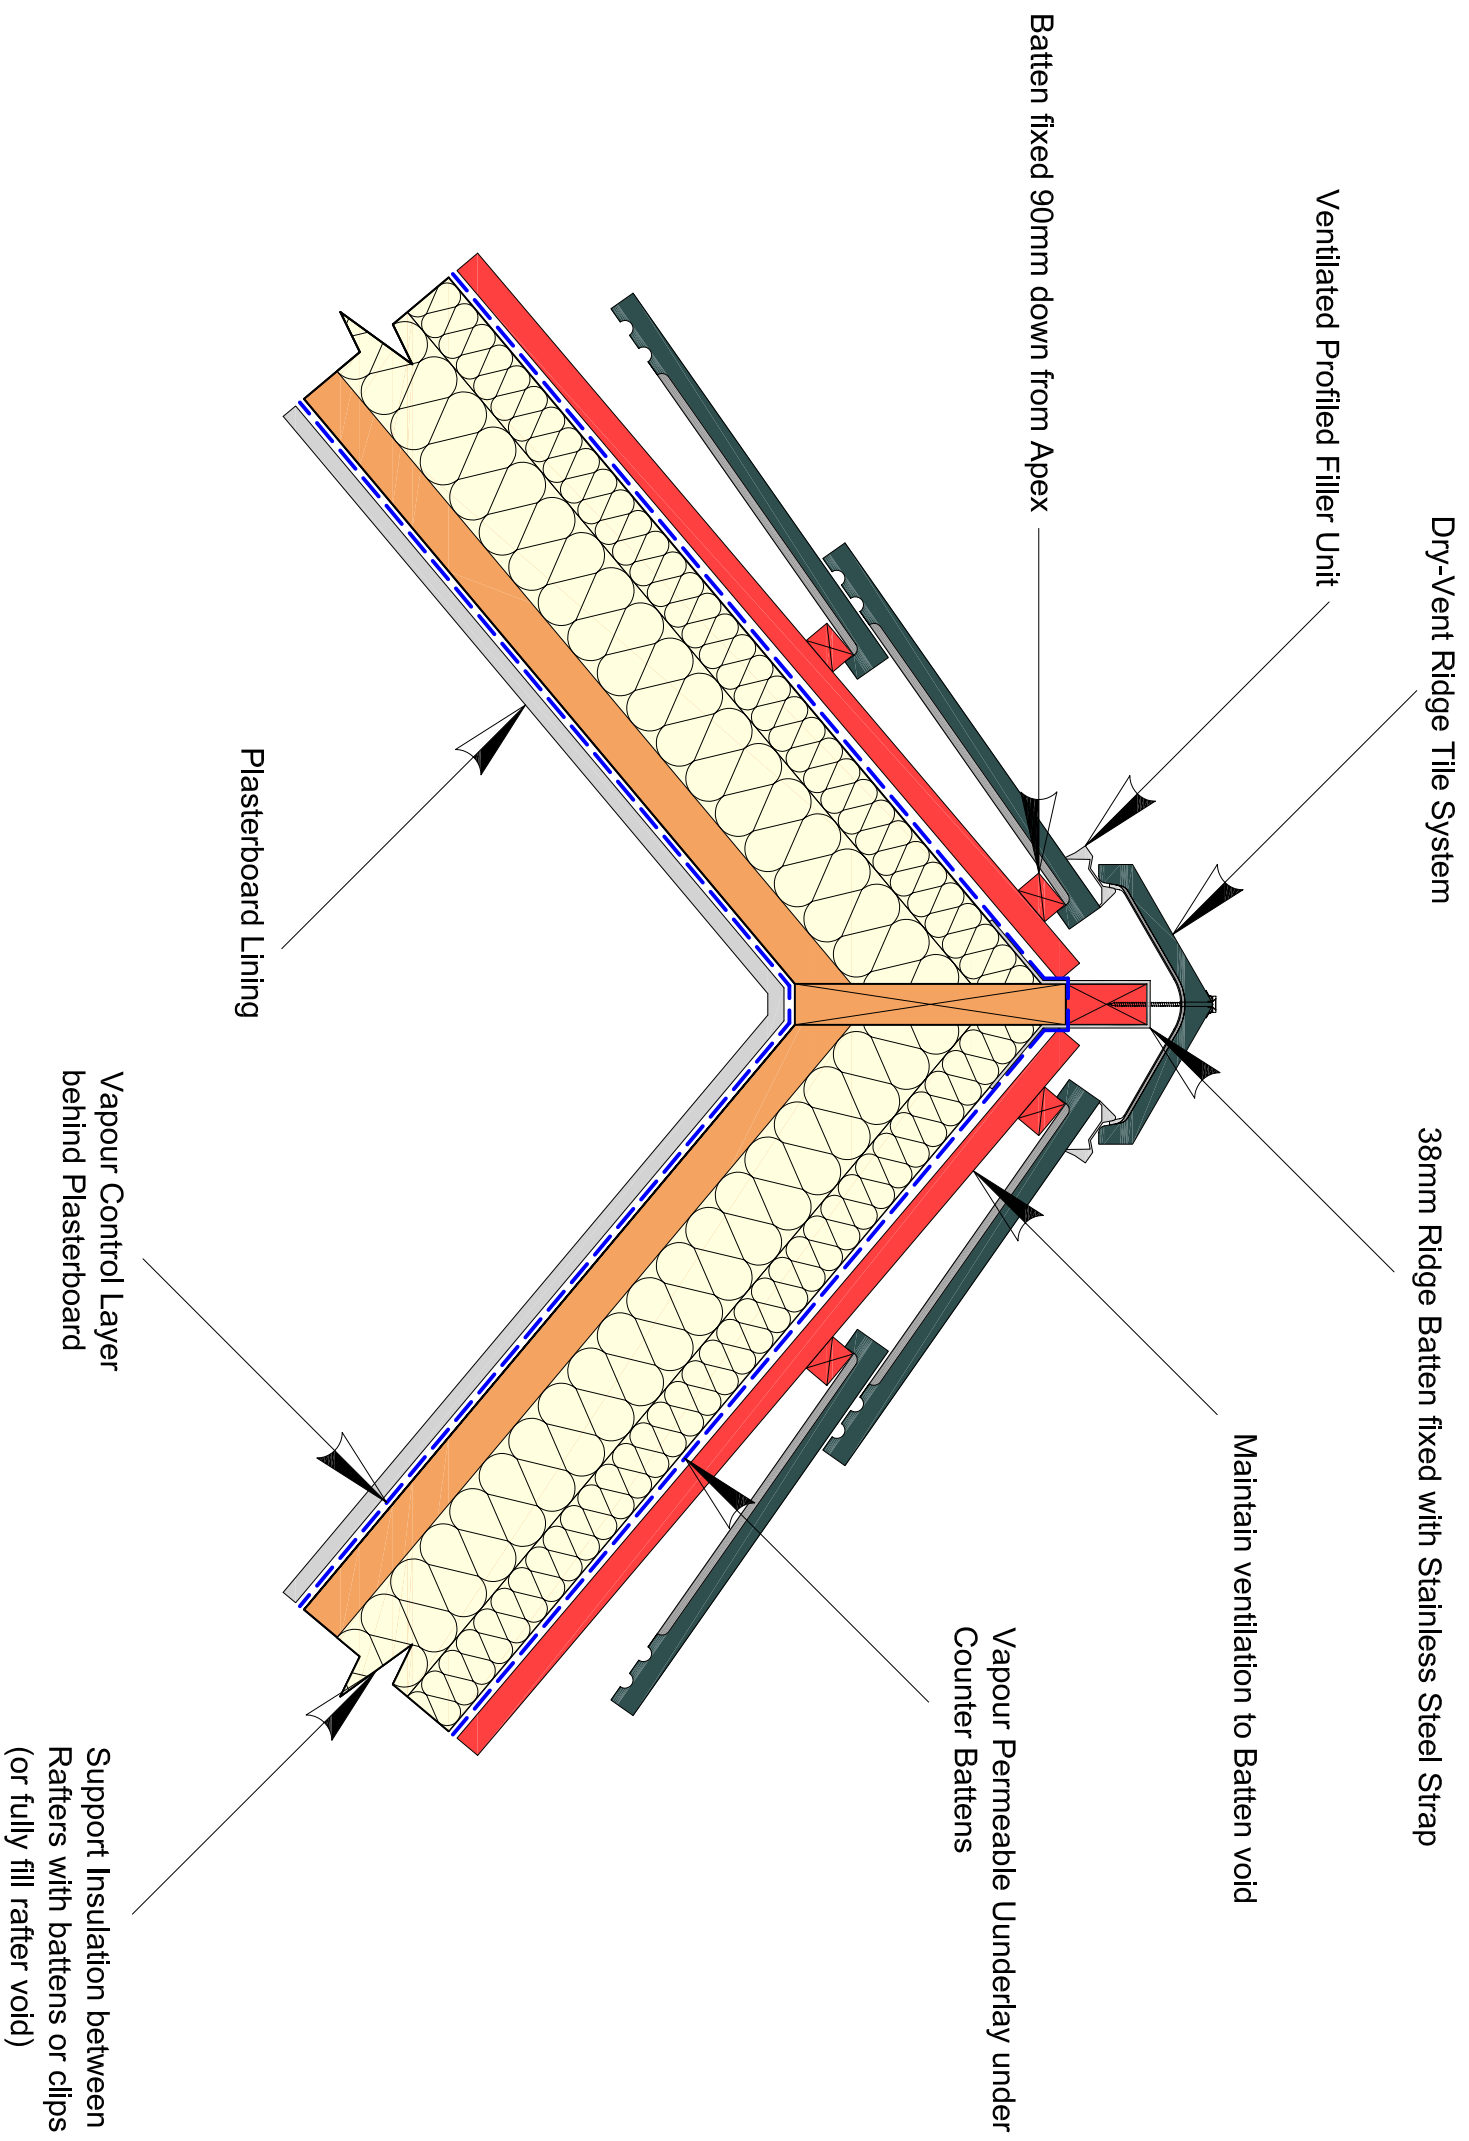 Dry-Vent Ridge Tile System
38mm Ridge Batten fixed with Stainless Steel Strap
Ventilated Profiled Filler Unit
Maintain ventilation to Batten void
Batten fixed 90mm down from Apex
Vapour Permeable Uunderlay under
Counter Battens
Plasterboard Lining
Vapour Control Layer
behind Plasterboard
Support Insulation between
Rafters with battens or clips
(or fully fill rafter void)